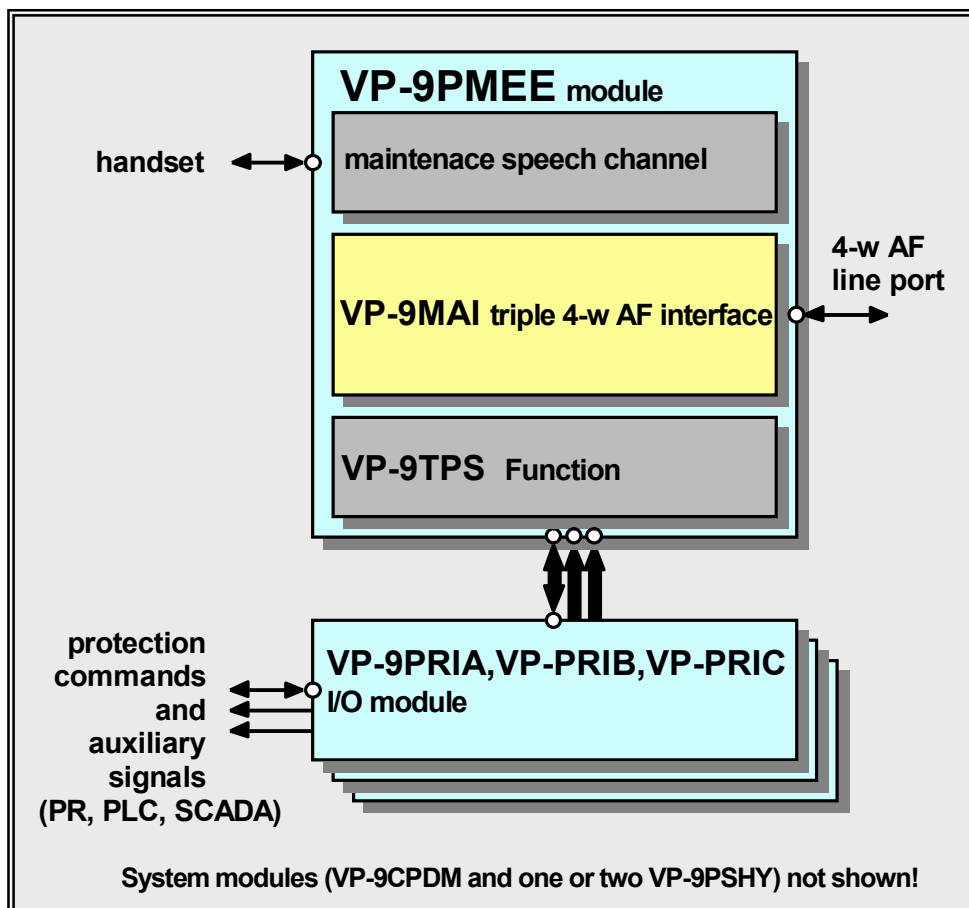 VP-9PMEE module
maintenace speech channel
handset
VP-9MAI triple 4-w AF interface
4-w AF
line port
VP-9TPS Function
VP-9PRIA,VP-PRIB,VP-PRIC
I/O module
protection
commands
and
auxiliary
signals
(PR, PLC, SCADA)
System modules (VP-9CPDM and one or two VP-9PSHY) not shown!